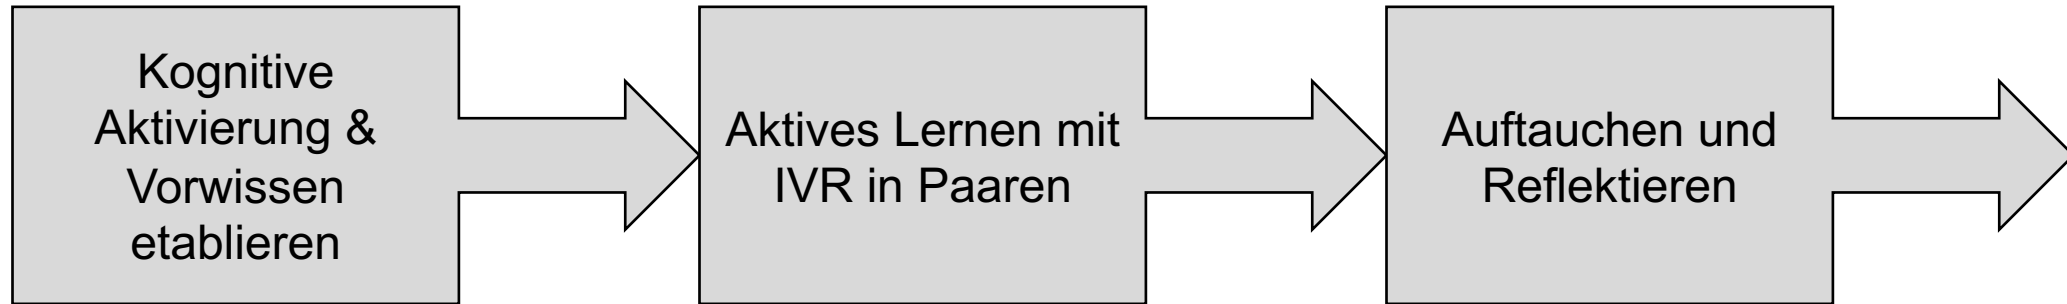 Kognitive
Aktivierung &
Vorwissen
etablieren
Aktives Lernen mit
IVR in Paaren
Auftauchen und
Reflektieren